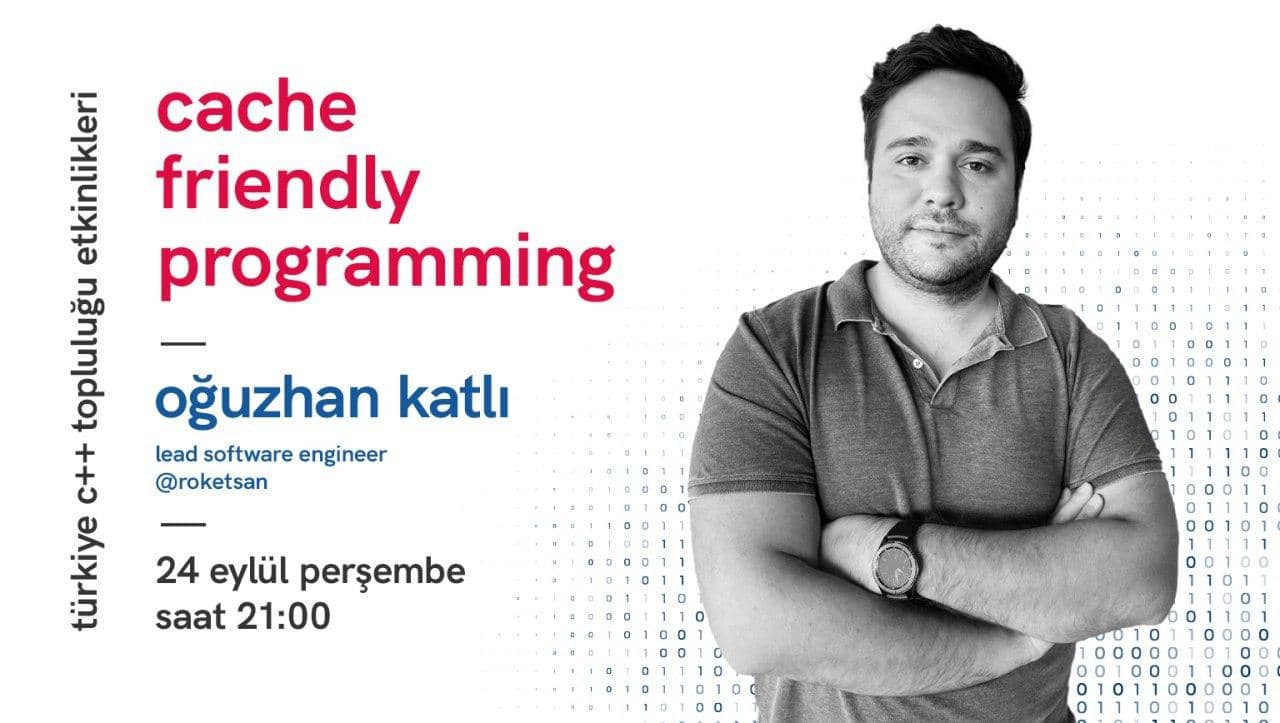 türkiye c++ topluluğu etkinlikleri
cache
friendly
programming
oğuzhan katlı
lead software engineer
@roketsan
24 eylül perşembe
saat 21:00